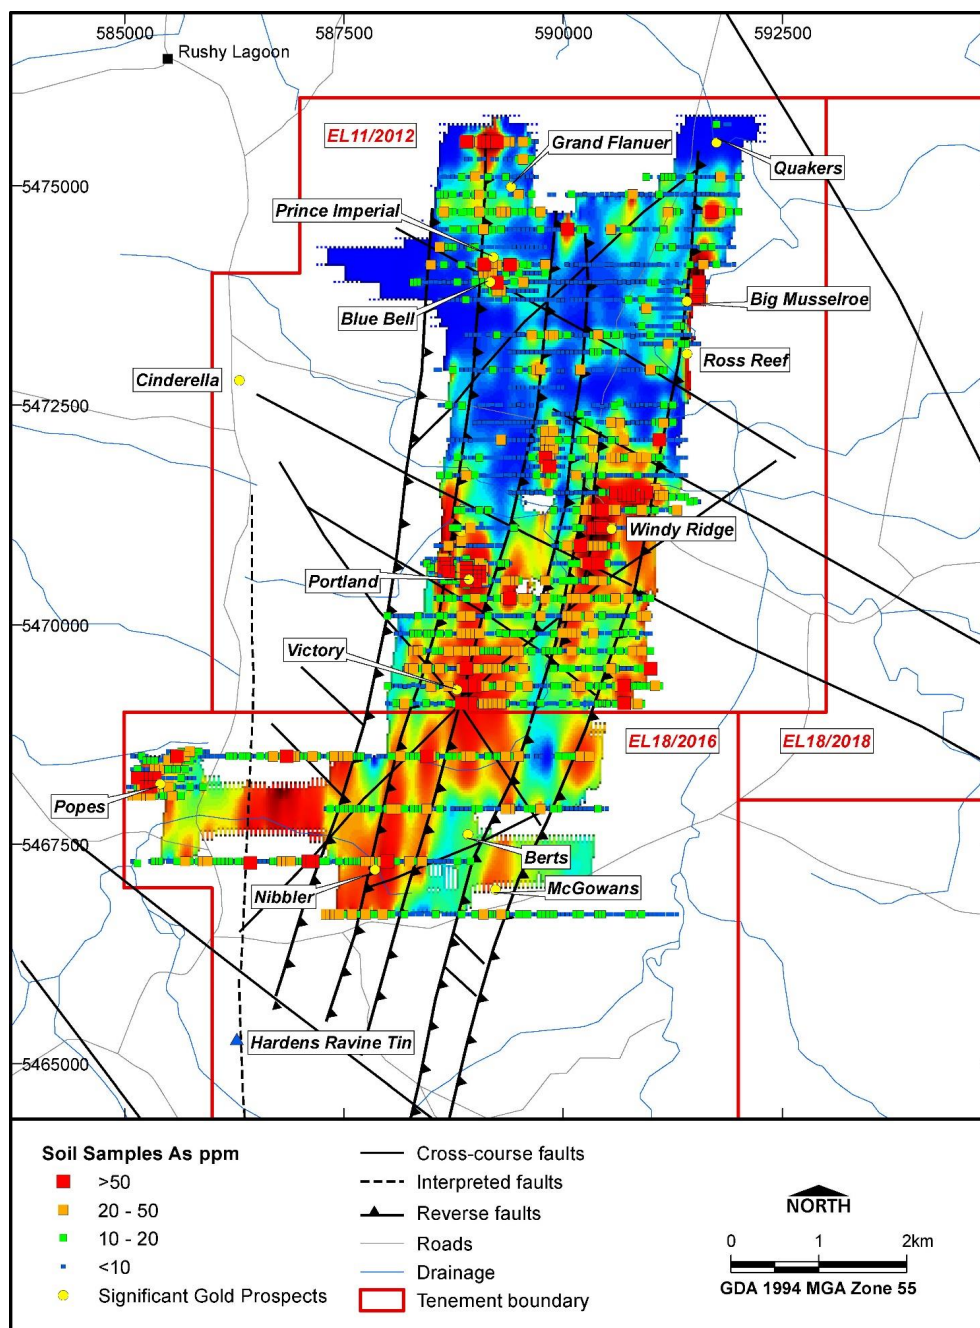 585000
587500
590000
592500
Rushy Lagoon
EL11/2012
Grand Flanuer
Quakers
5475000
Prince Imperial
Blue Bell
Big Musselroe
Ross Reef
Cinderella
5472500
Windy Ridge
Portland
5470000
Victory
EL18/2016
EL18/2018
Popes
5467500
Berts
Nibbler
McGowans
Hardens Ravine Tin
5465000
Soil Samples As ppm
>50
20 - 50
10 - 20
<10
Significant Gold Prospects
Cross-course faults
Interpreted faults
Reverse faults
Roads
Drainage
Tenement boundary
NORTH
0 1 2km
GDA 1994 MGA Zone 55